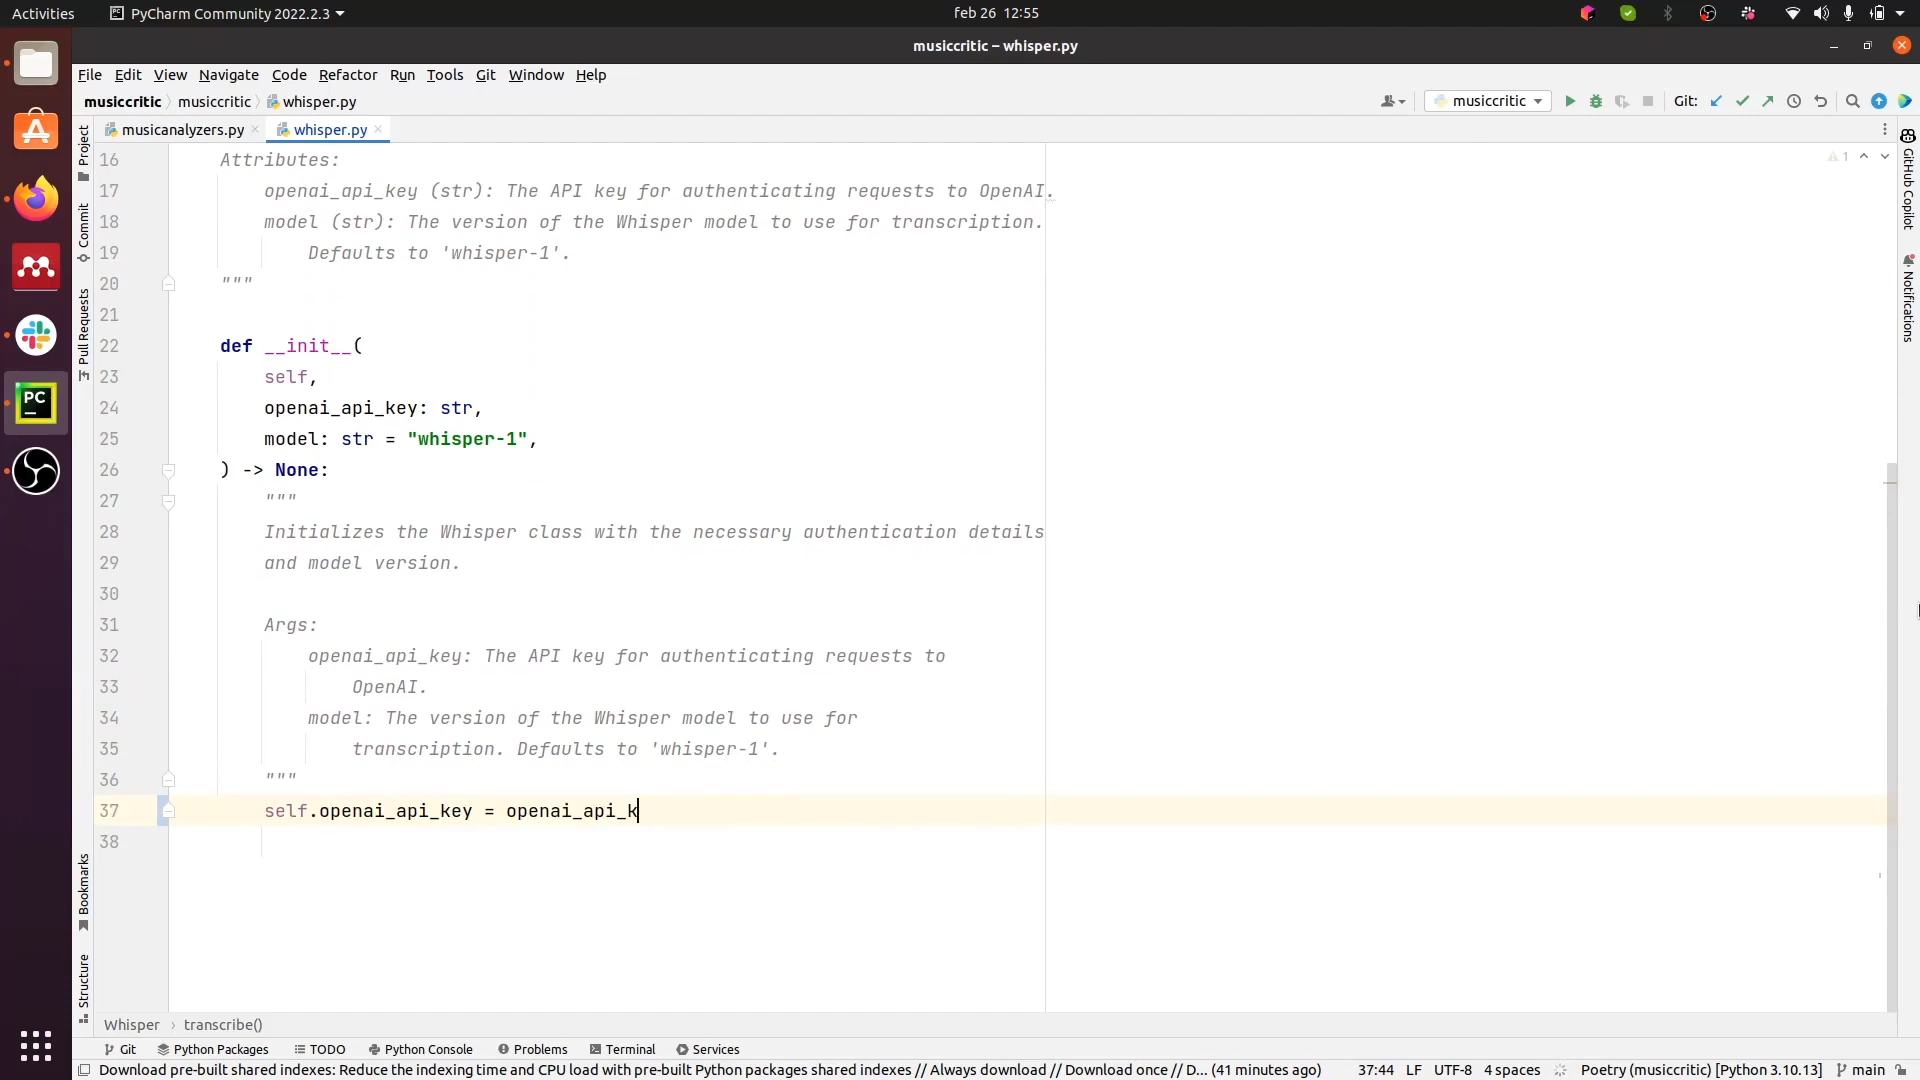 Activities
PyCharm Community 2022.2.3
feb 26 12:55
musiccritic – whisper.py
File Edit View Navigate Code Refactor Run Tools Git Window Help
musiccritic musiccritic whisper.py
musiccritic
Git:
musicanalyzers.py
whisper.py
Project
Commit
Pull Requests
Bookmarks
Structure
GitHub Copilot
Notifications
1
16 Attributes:
17 openai_api_key (str): The API key for authenticating requests to OpenAI.
18 model (str): The version of the Whisper model to use for transcription.
19 Defaults to 'whisper-1'.
20 """
21
22 def __init__(
23 self,
24 openai_api_key: str,
25 model: str = "whisper-1",
26 ) -> None:
27 """
28 Initializes the Whisper class with the necessary authentication details
29 and model version.
30
31 Args:
32 openai_api_key: The API key for authenticating requests to
33 OpenAI.
34 model: The version of the Whisper model to use for
35 transcription. Defaults to 'whisper-1'.
36 """
37 self.openai_api_key = openai_api_k
38
Whisper › transcribe()
Git Python Packages TODO Python Console Problems Terminal Services
Download pre-built shared indexes: Reduce the indexing time and CPU load with pre-built Python packages shared indexes // Always download // Download once // D... (41 minutes ago)
37:44 LF UTF-8 4 spaces Poetry (musiccritic) [Python 3.10.13] main
PC